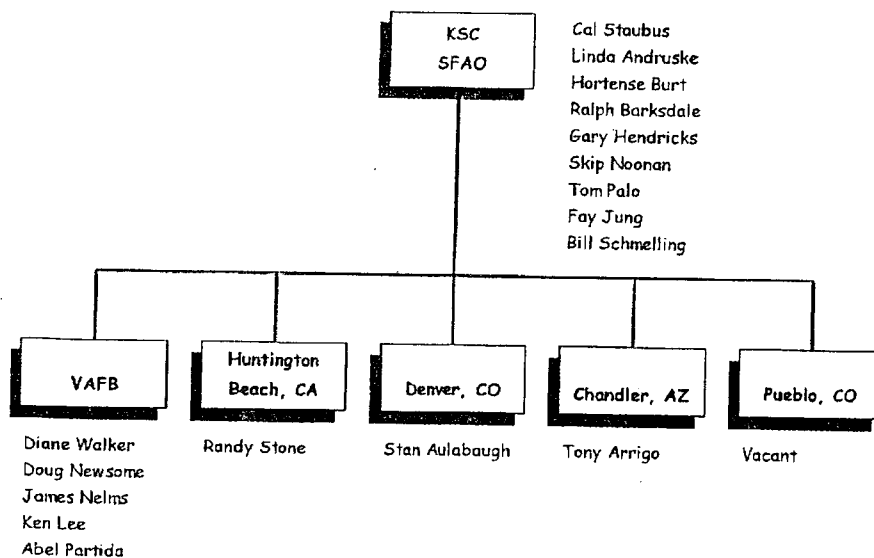 KSC
SFAO
Cal Staubus
Linda Andruske
Hortense Burt
Ralph Barksdale
Gary Hendricks
Skip Noonan
Tom Palo
Fay Jung
Bill Schmelling
VAFB
Huntington
Beach, CA
Denver, CO
Chandler, AZ
Pueblo, CO
Diane Walker
Doug Newsome
James Nelms
Ken Lee
Abel Partida
Randy Stone
Stan Aulabaugh
Tony Arrigo
Vacant